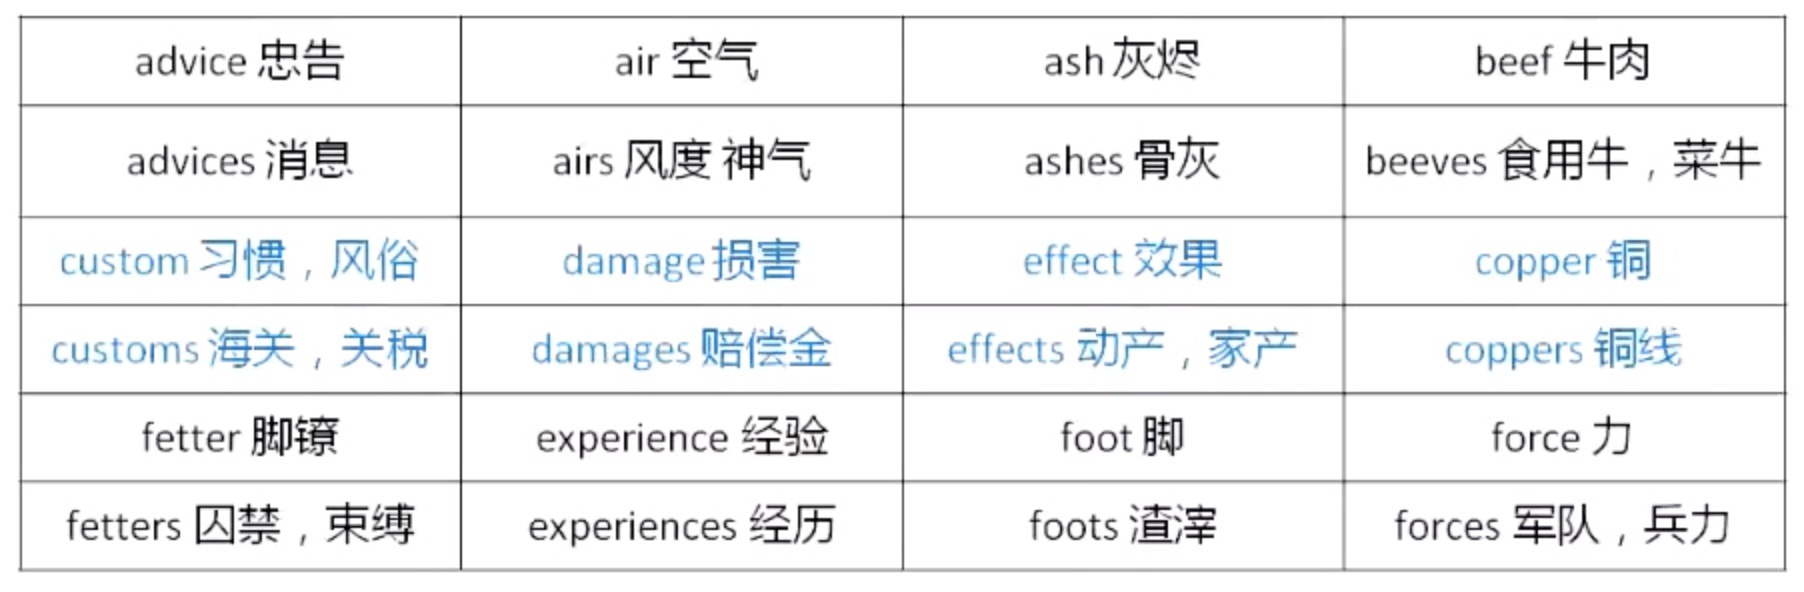 advice 忠告 air 空气 ash 灰烬 beef 牛肉
advices 消息 airs 风度 神气 ashes 骨灰 beeves 食用牛，菜牛
custom 习惯，风俗 damage 损害 effect 效果 copper 铜
customs 海关，关税 damages 赔偿金 effects 动产，家产 coppers 铜线
fetter 脚镣 experience 经验 foot 脚 force 力
fetters 囚禁，束缚 experiences 经历 foots 渣滓 forces 军队，兵力